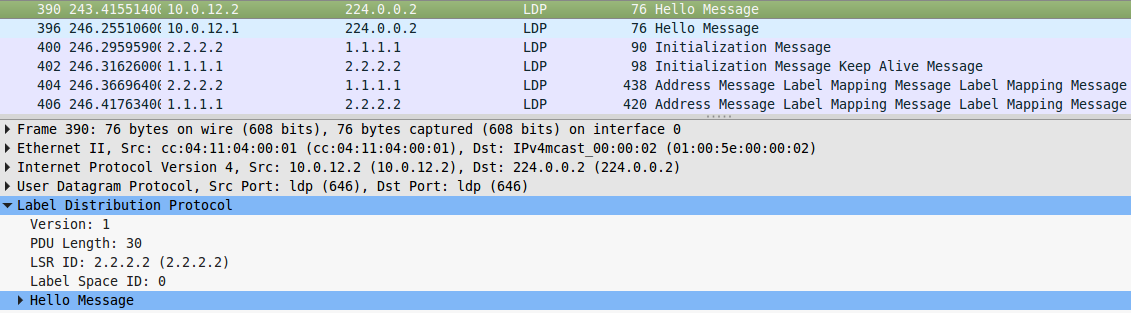 390 243.41551400 10.0.12.2 224.0.0.2 LDP 76 Hello Message
396 246.25510600 10.0.12.1 224.0.0.2 LDP 76 Hello Message
400 246.29595900 2.2.2.2 1.1.1.1 LDP 90 Initialization Message
402 246.31626000 1.1.1.1 2.2.2.2 LDP 98 Initialization Message Keep Alive Message
404 246.36696400 2.2.2.2 1.1.1.1 LDP 438 Address Message Label Mapping Message Label Mapping Message
406 246.41763400 1.1.1.1 2.2.2.2 LDP 420 Address Message Label Mapping Message Label Mapping Message
Frame 390: 76 bytes on wire (608 bits), 76 bytes captured (608 bits) on interface 0
Ethernet II, Src: cc:04:11:04:00:01 (cc:04:11:04:00:01), Dst: IPv4mcast_00:00:02 (01:00:5e:00:00:02)
Internet Protocol Version 4, Src: 10.0.12.2 (10.0.12.2), Dst: 224.0.0.2 (224.0.0.2)
User Datagram Protocol, Src Port: ldp (646), Dst Port: ldp (646)
Label Distribution Protocol
Version: 1
PDU Length: 30
LSR ID: 2.2.2.2 (2.2.2.2)
Label Space ID: 0
Hello Message